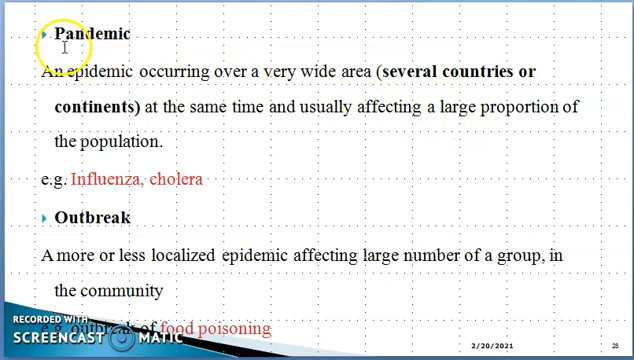 Pandemic
An epidemic occurring over a very wide area (several countries or
continents) at the same time and usually affecting a large proportion of
the population.
e.g. Influenza, cholera
Outbreak
A more or less localized epidemic affecting large number of a group, in
the community
e.g. outbreak of food poisoning
RECORDED WITH
SCREENCAST MATIC
2/20/2021
28